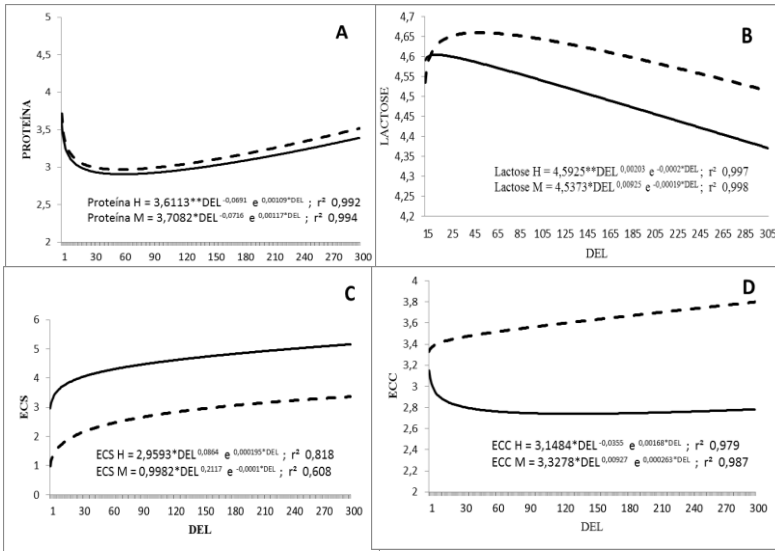 A
5
4,5
4
3,5
3
2,5
2
PROTEÍNA
Proteína H = 3,6113**DEL -0,0691 e 0,00109*DEL ; r² 0,992
Proteína M = 3,7082*DEL -0,0716 e 0,00117*DEL ; r² 0,994
1 30 60 90 120 150 180 210 240 270 300
B
4,7
4,65
4,6
4,55
4,5
4,45
4,4
4,35
4,3
4,25
4,2
LACTOSE
Lactose H = 4,5925**DEL 0,00203 e -0,0002*DEL ; r² 0,997
Lactose M = 4,5373*DEL 0,00925 e -0,00019*DEL ; r² 0,998
15 25 45 65 85 105 125 145 165 185 205 225 245 265 285 305
DEL
C
6
5
4
3
2
1
0
ECS
ECS H = 2,9593*DEL 0,0864 e 0,000195*DEL ; r² 0,818
ECS M = 0,9982*DEL 0,2117 e -0,0001*DEL ; r² 0,608
1 30 60 90 120 150 180 210 240 270 300
DEL
D
4
3,8
3,6
3,4
3,2
3
2,8
2,6
2,4
2,2
2
ECC
ECC H = 3,1484*DEL -0,0355 e 0,00168*DEL ; r² 0,979
ECC M = 3,3278*DEL 0,00927 e 0,000263*DEL ; r² 0,987
1 30 60 90 120 150 180 210 240 270 300
DEL